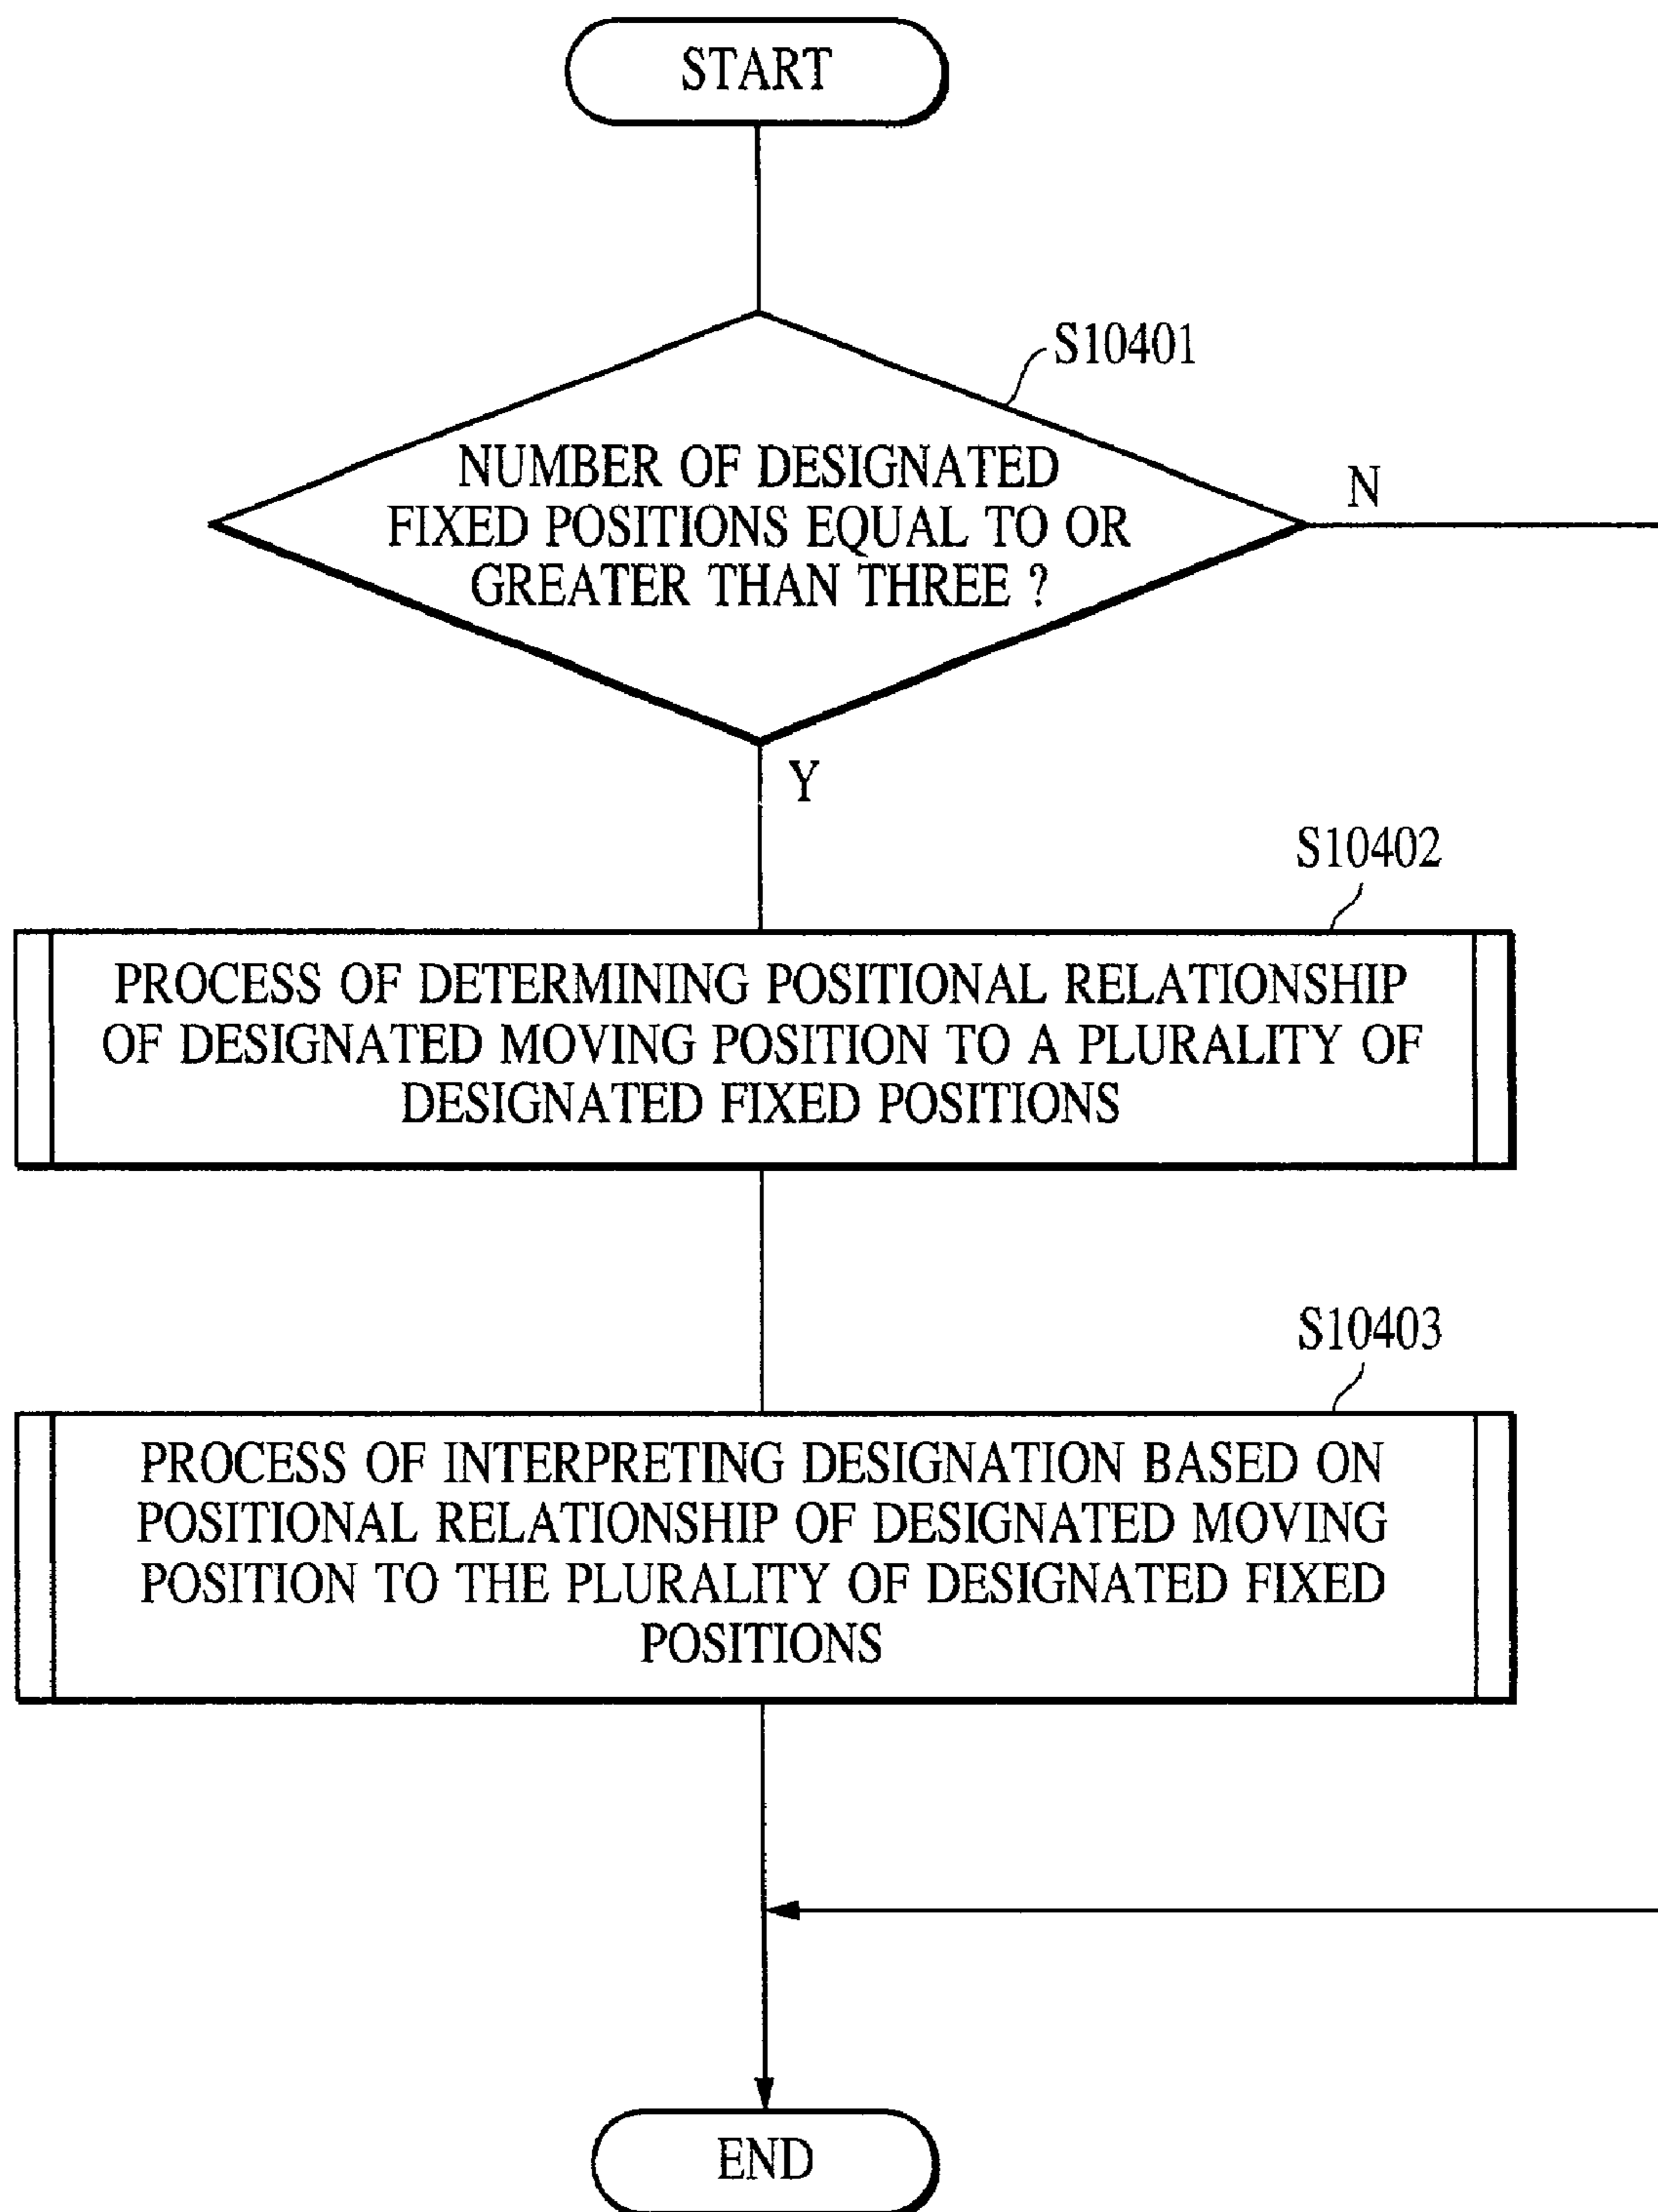 START
S10401
NUMBER OF DESIGNATED
FIXED POSITIONS EQUAL TO OR
GREATER THAN THREE ?
N
Y
S10402
PROCESS OF DETERMINING POSITIONAL RELATIONSHIP
OF DESIGNATED MOVING POSITION TO A PLURALITY OF
DESIGNATED FIXED POSITIONS
S10403
PROCESS OF INTERPRETING DESIGNATION BASED ON
POSITIONAL RELATIONSHIP OF DESIGNATED MOVING
POSITION TO THE PLURALITY OF DESIGNATED FIXED
POSITIONS
END